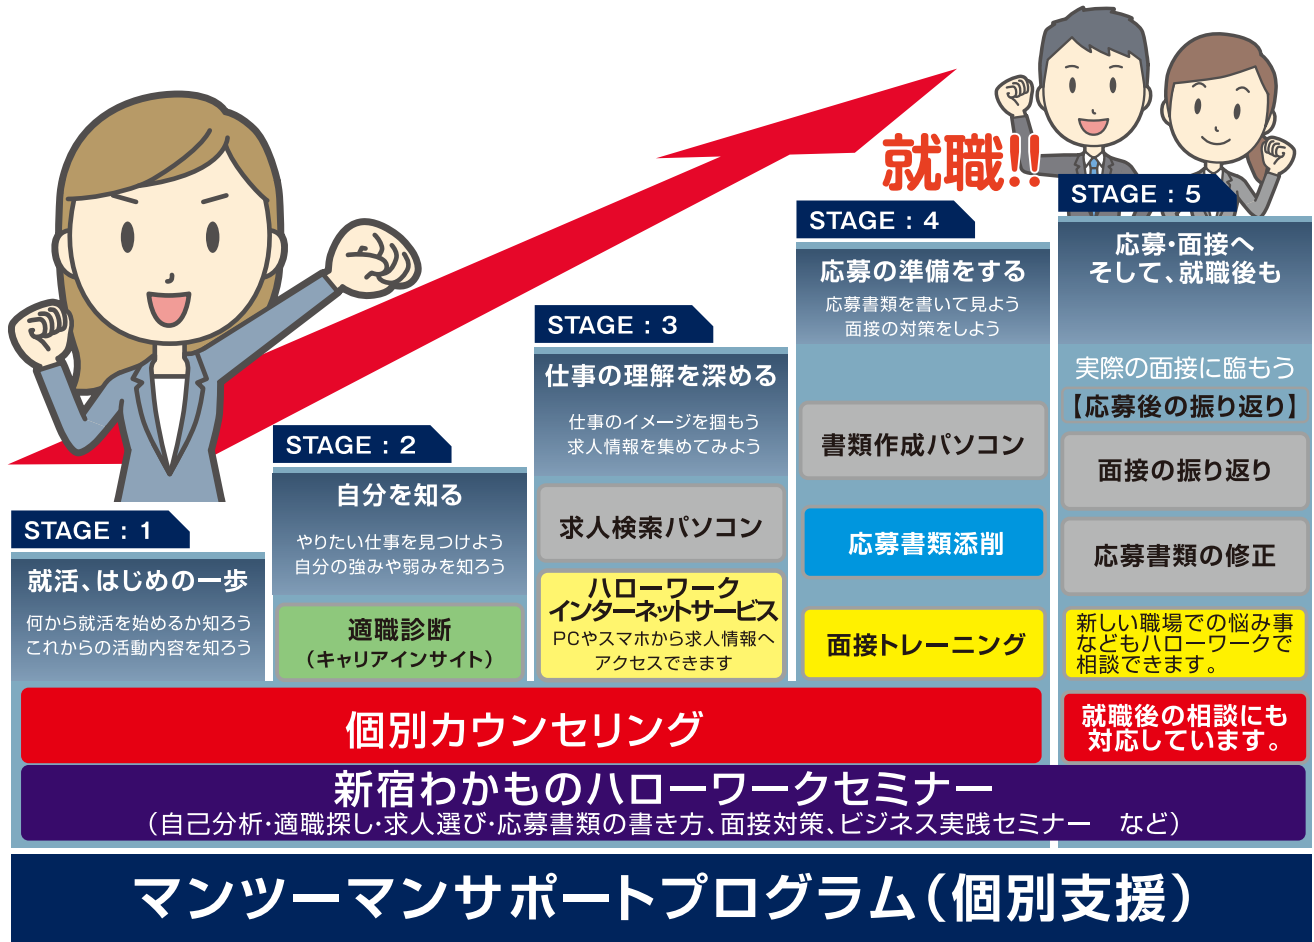 就職!!
STAGE : 1
就活、はじめの一歩
何から就活を始めるか知ろう
これからの活動内容を知ろう
STAGE : 2
自分を知る
やりたい仕事を見つけよう
自分の強みや弱みを知ろう
適職診断
（キャリアインサイト）
STAGE : 3
仕事の理解を深める
仕事のイメージを掴もう
求人情報を集めてみよう
求人検索パソコン
ハローワーク
インターネットサービス
PCやスマホから求人情報へ
アクセスできます
STAGE : 4
応募の準備をする
応募書類を書いて見よう
面接の対策をしよう
書類作成パソコン
応募書類添削
面接トレーニング
STAGE : 5
応募・面接へ
そして、就職後も
実際の面接に臨もう
【応募後の振り返り】
面接の振り返り
応募書類の修正
新しい職場での悩み事
などもハローワークで
相談できます。
就職後の相談にも
対応しています。
個別カウンセリング
新宿わかものハローワークセミナー
（自己分析・適職探し・求人選び・応募書類の書き方、面接対策、ビジネス実践セミナー　など）
マンツーマンサポートプログラム（個別支援）